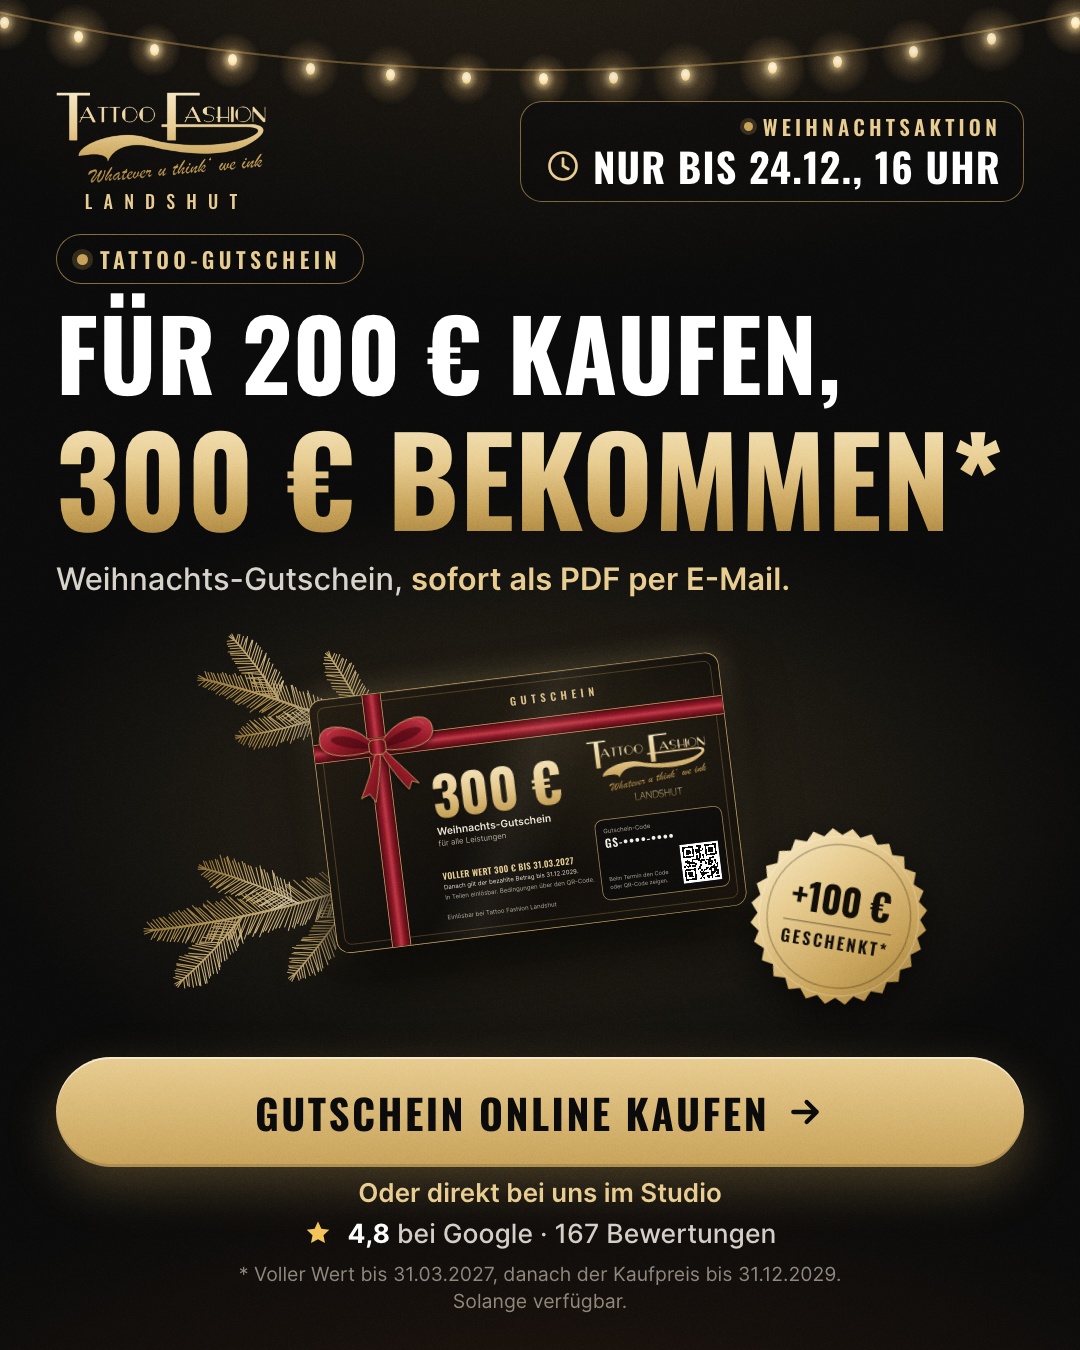 TATTOO FASHION
Whatever u think' we ink
LANDSHUT
WEIHNACHTSAKTION
NUR BIS 24.12., 16 UHR
TATTOO-GUTSCHEIN
FÜR 200 € KAUFEN,
300 € BEKOMMEN*
Weihnachts-Gutschein, sofort als PDF per E-Mail.
GUTSCHEIN
TATTOO FASHION
Whatever u think' we ink
LANDSHUT
300 €
Weihnachts-Gutschein
für alle Leistungen
VOLLER WERT 300 € BIS 31.03.2027
Danach gilt der bezahlte Betrag bis 31.12.2029.
In Teilen einlösbar. Bedingungen über den QR-Code.
Einlösbar bei Tattoo Fashion Landshut
Gutschein-Code
GS-••••-••••
Beim Termin den Code
oder QR-Code zeigen.
+100 €
GESCHENKT*
GUTSCHEIN ONLINE KAUFEN →
Oder direkt bei uns im Studio
4,8 bei Google · 167 Bewertungen
* Voller Wert bis 31.03.2027, danach der Kaufpreis bis 31.12.2029.
Solange verfügbar.